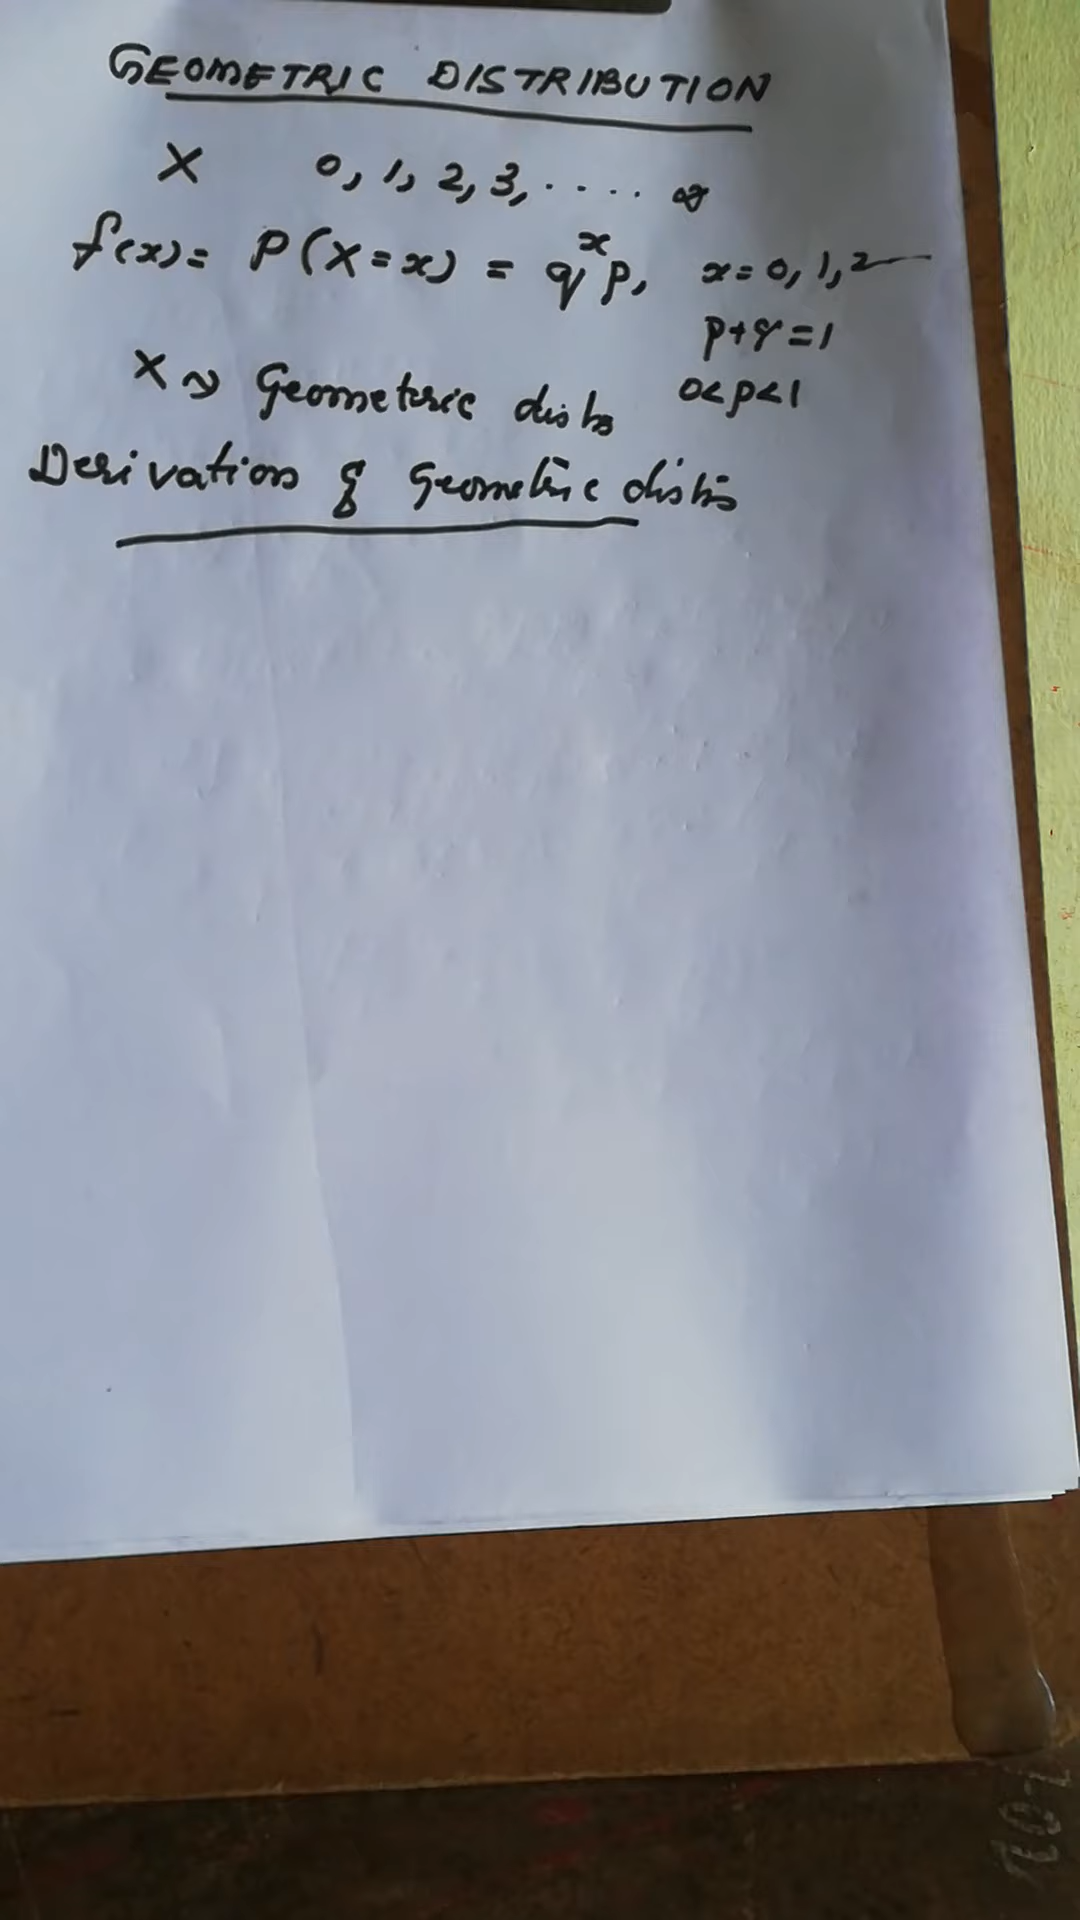 GEOMETRIC DISTRIBUTION
X 0, 1, 2, 3, ..... ∞
f(x) = P(X=x) = q^x p, x=0, 1, 2—
p+q=1
0<p<1
X ~ Geometric distn
Derivation of Geometric distn